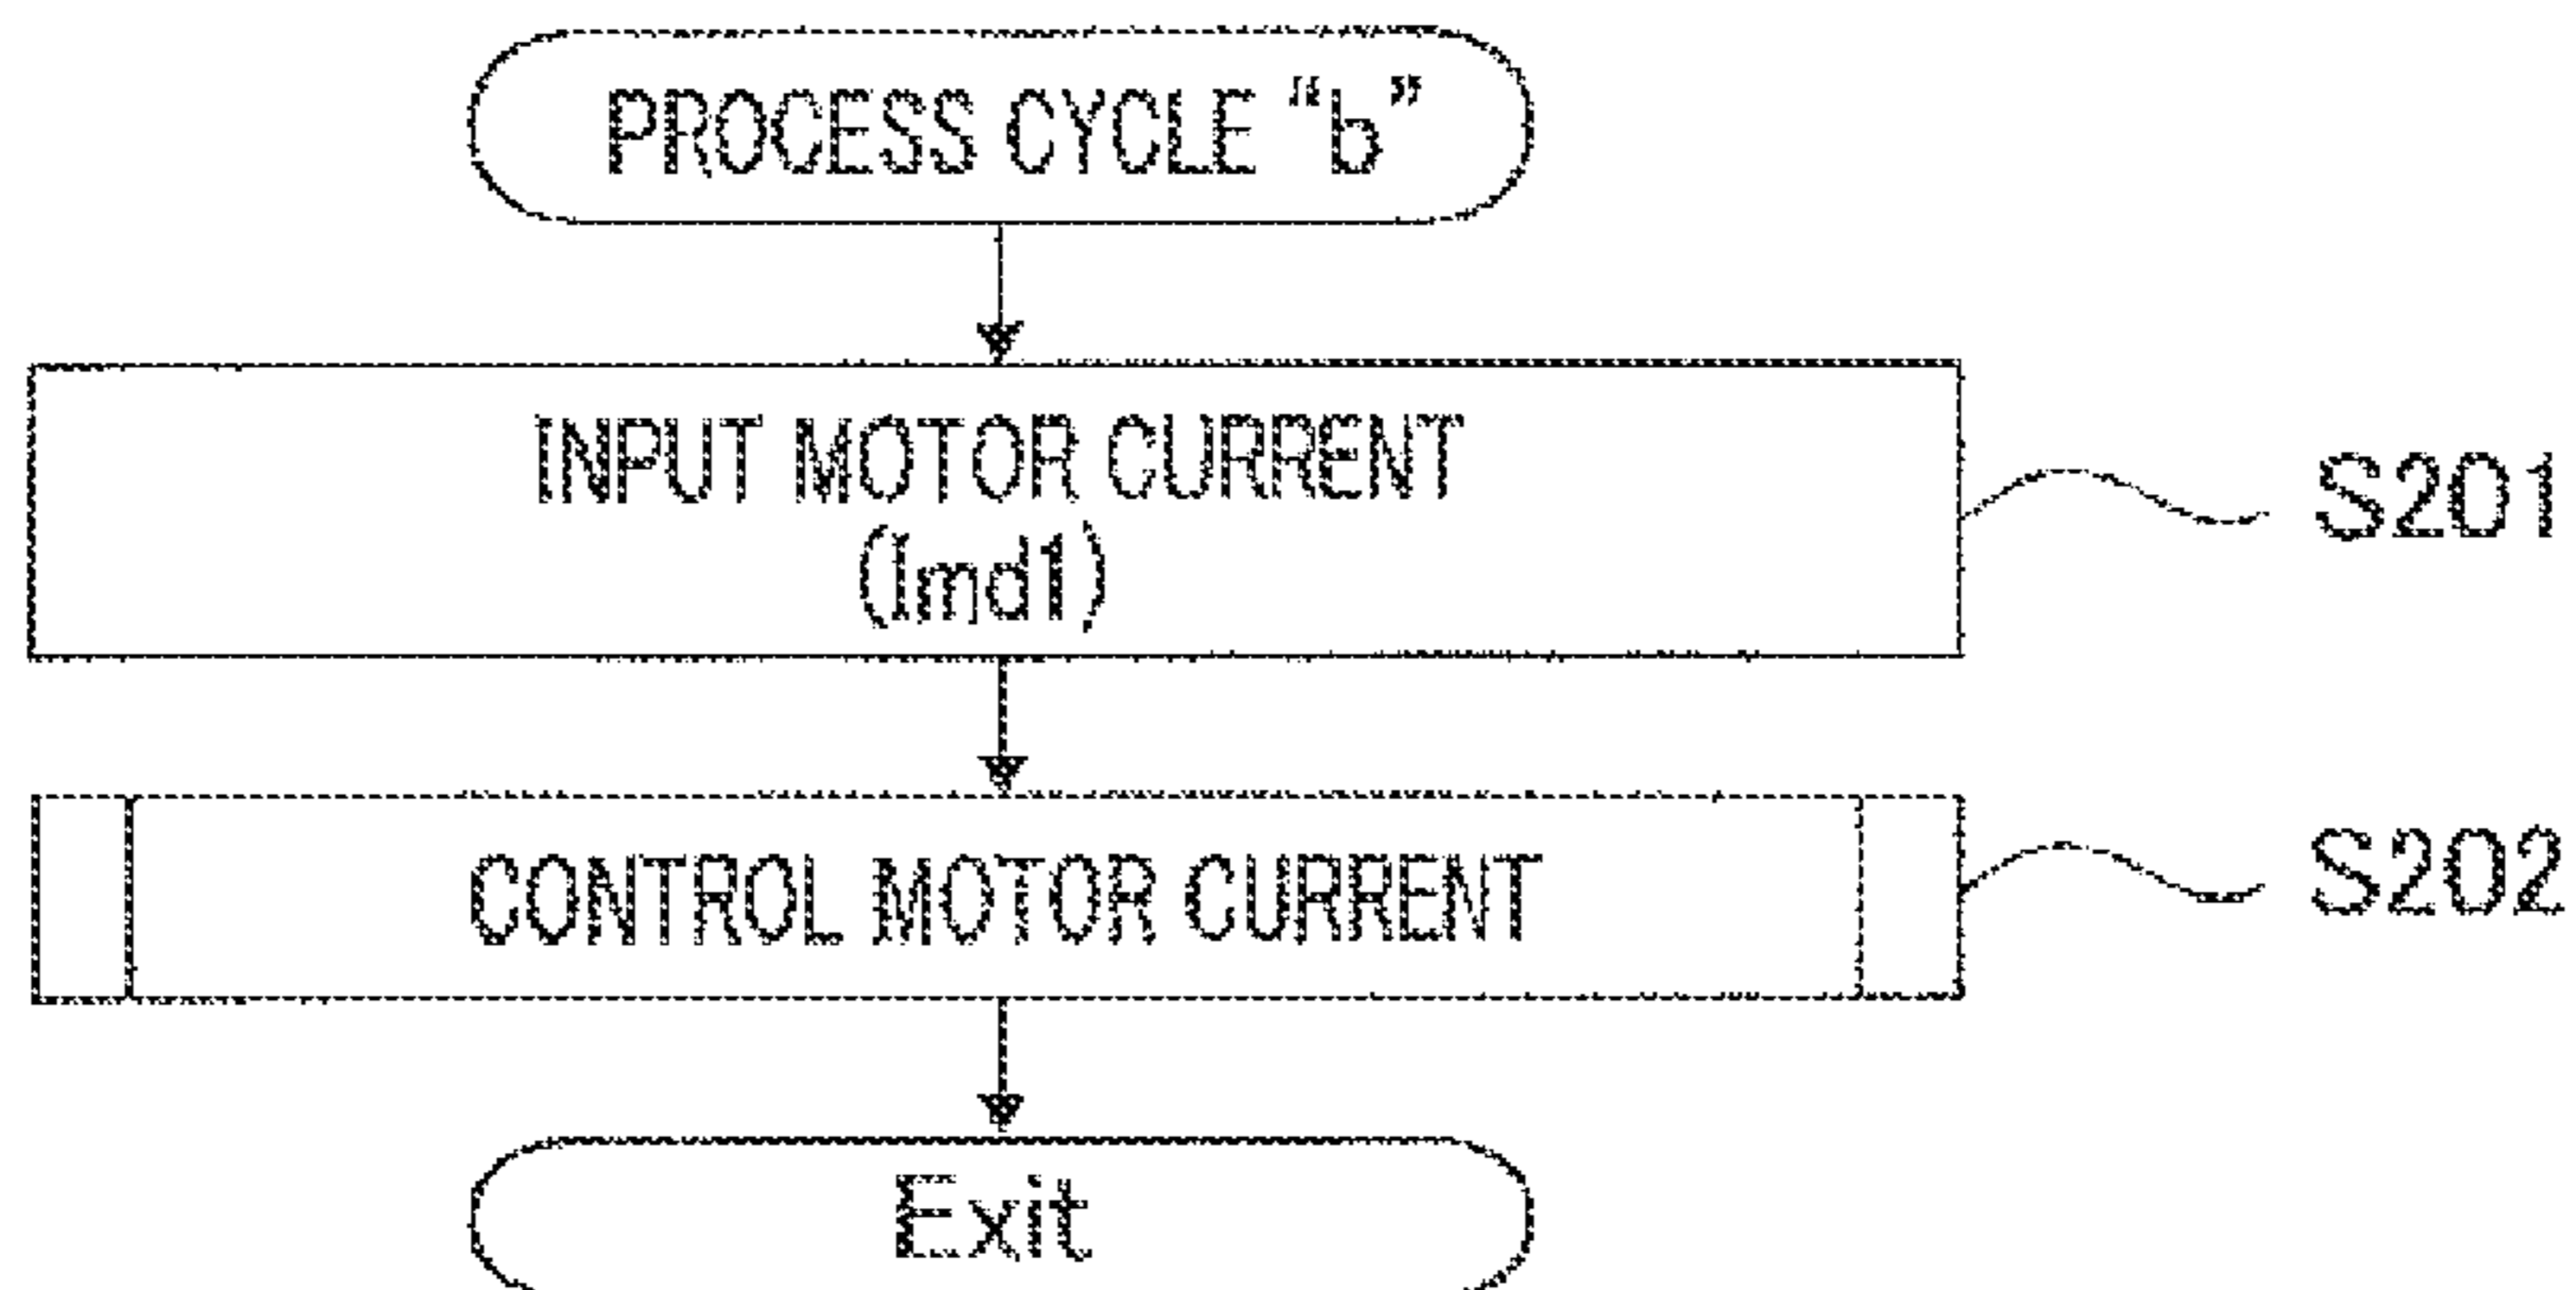 PROCESS CYCLE “b”
INPUT MOTOR CURRENT
(Imd1)
S201
CONTROL MOTOR CURRENT
S202
Exit